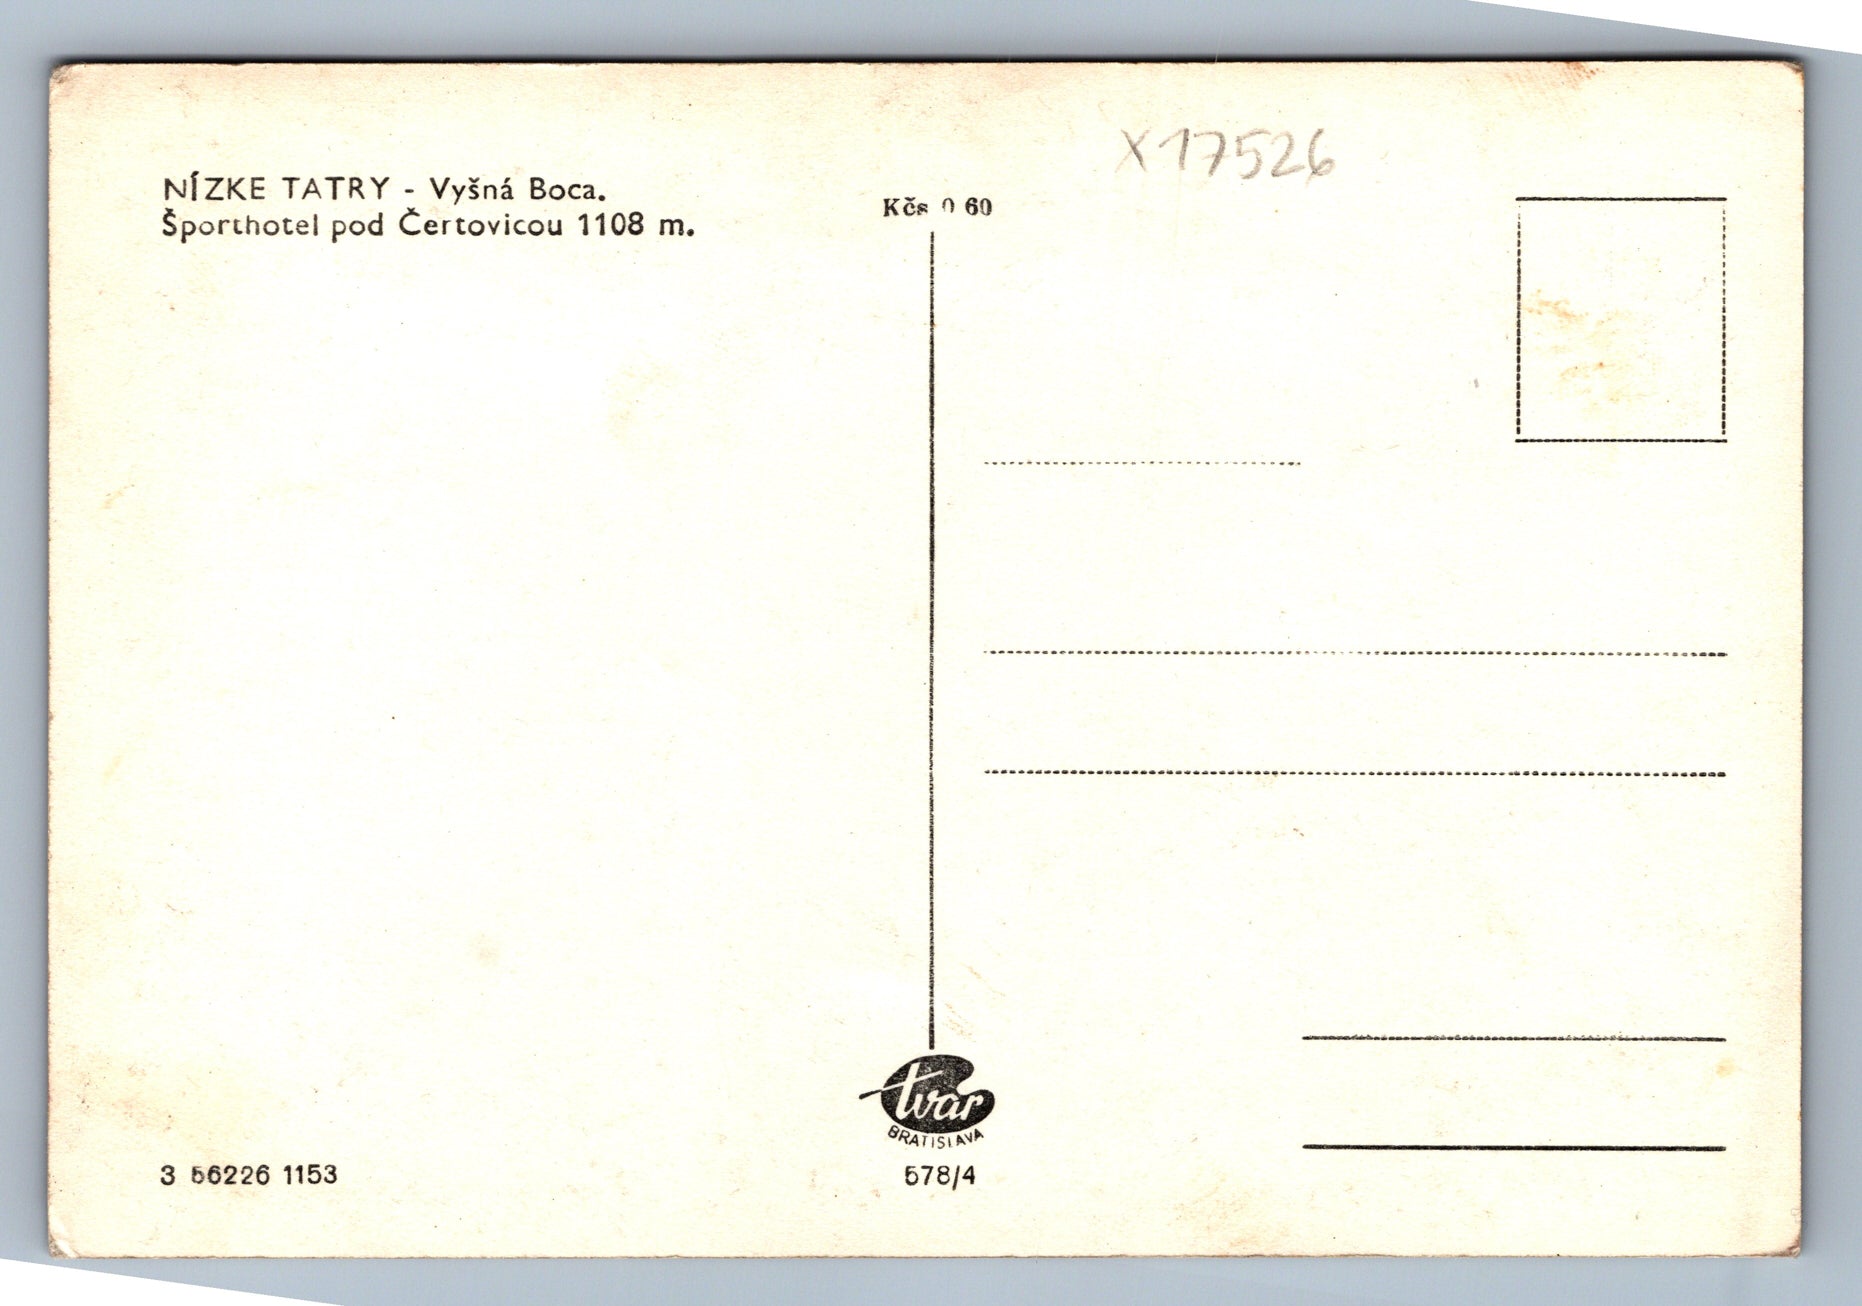 X17526
NÍZKE TATRY - Vyšná Boca.
Športhotel pod Čertovicou 1108 m.
Kčs 0 60
tvar
BRATISLAVA
3 56226 1153
578/4